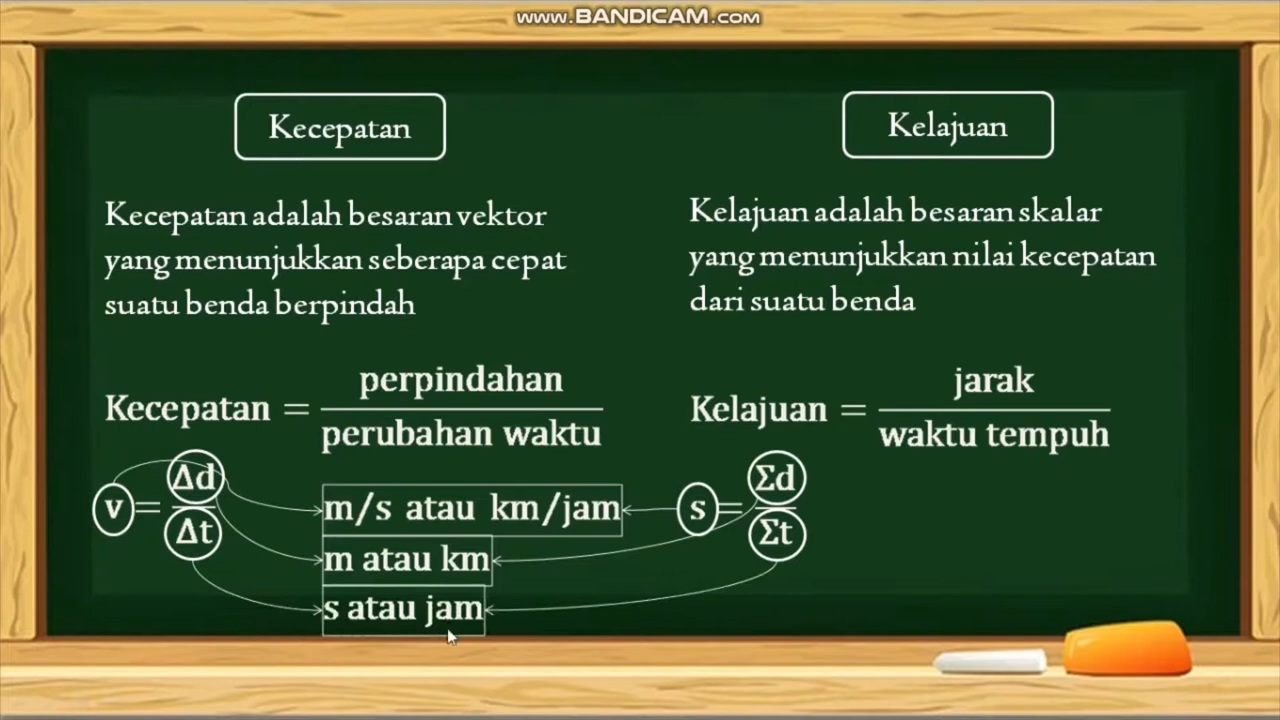 www.BANDICAM.com
Kecepatan
Kecepatan adalah besaran vektor
yang menunjukkan seberapa cepat
suatu benda berpindah
Kecepatan = perpindahan / perubahan waktu
v = Δd / Δt
Kelajuan
Kelajuan adalah besaran skalar
yang menunjukkan nilai kecepatan
dari suatu benda
Kelajuan = jarak / waktu tempuh
s = Σd / Σt
m/s atau km/jam
m atau km
s atau jam